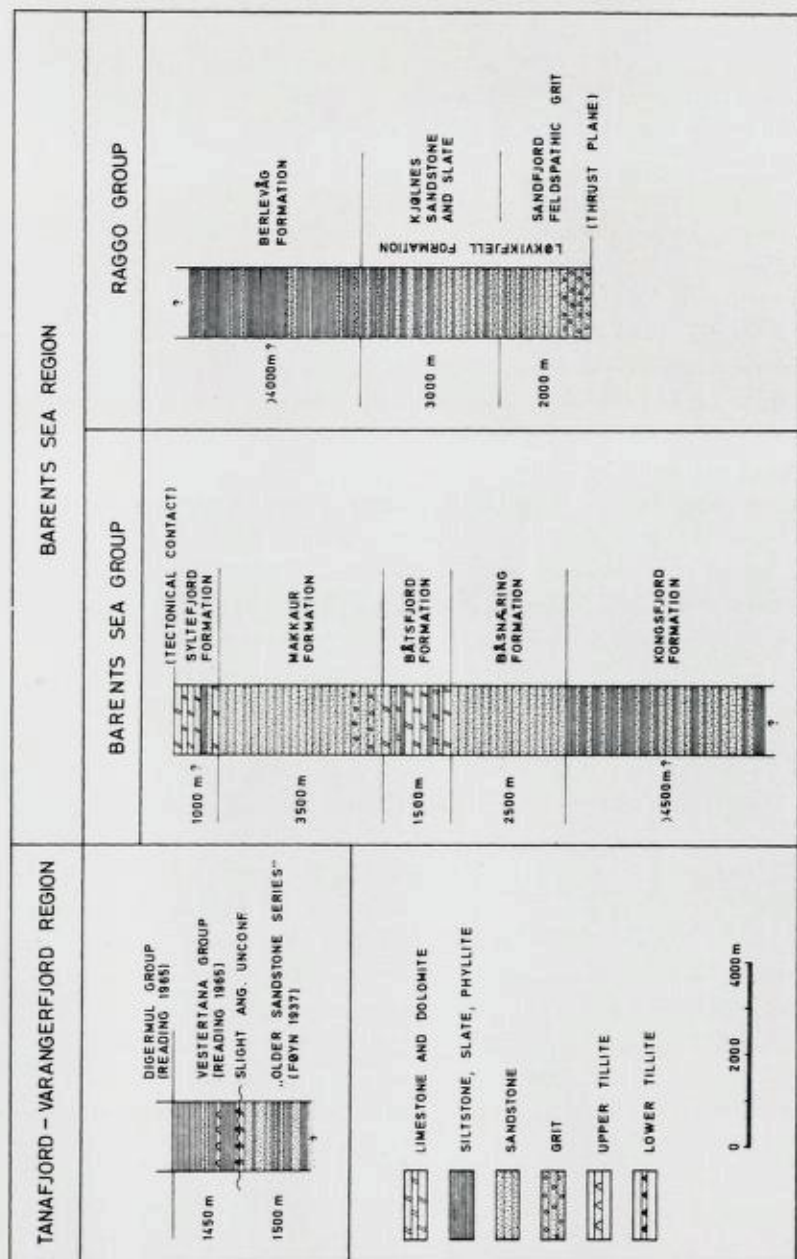 TANAFJORD – VARANGERFJORD REGION
DIGERMUL GROUP
(READING 1965)
VESTERTANA GROUP
(READING 1965)
SLIGHT ANG. UNCONF
„OLDER SANDSTONE SERIES"
(FØYN 1937)
1450 m
1500 m
?
LIMESTONE AND DOLOMITE
SILTSTONE, SLATE, PHYLLITE
SANDSTONE
GRIT
UPPER TILLITE
LOWER TILLITE
0
2000
4000 m
BARENTS SEA REGION
BARENTS SEA GROUP
(TECTONICAL CONTACT)
SYLTEFJORD
FORMATION
MAKKAUR
FORMATION
BÅTSFJORD
FORMATION
BÅSNÆRING
FORMATION
KONGSFJORD
FORMATION
1000 m ?
3500 m
1500 m
2500 m
>4500 m?
?
RAGGO GROUP
?
BERLEVÅG
FORMATION
KJØLNES
SANDSTONE
AND SLATE
LØKVIKFJELL FORMATION
SANDFJORD
FELDSPATHIC GRIT
(THRUST PLANE)
>4000m ?
3000 m
2000 m